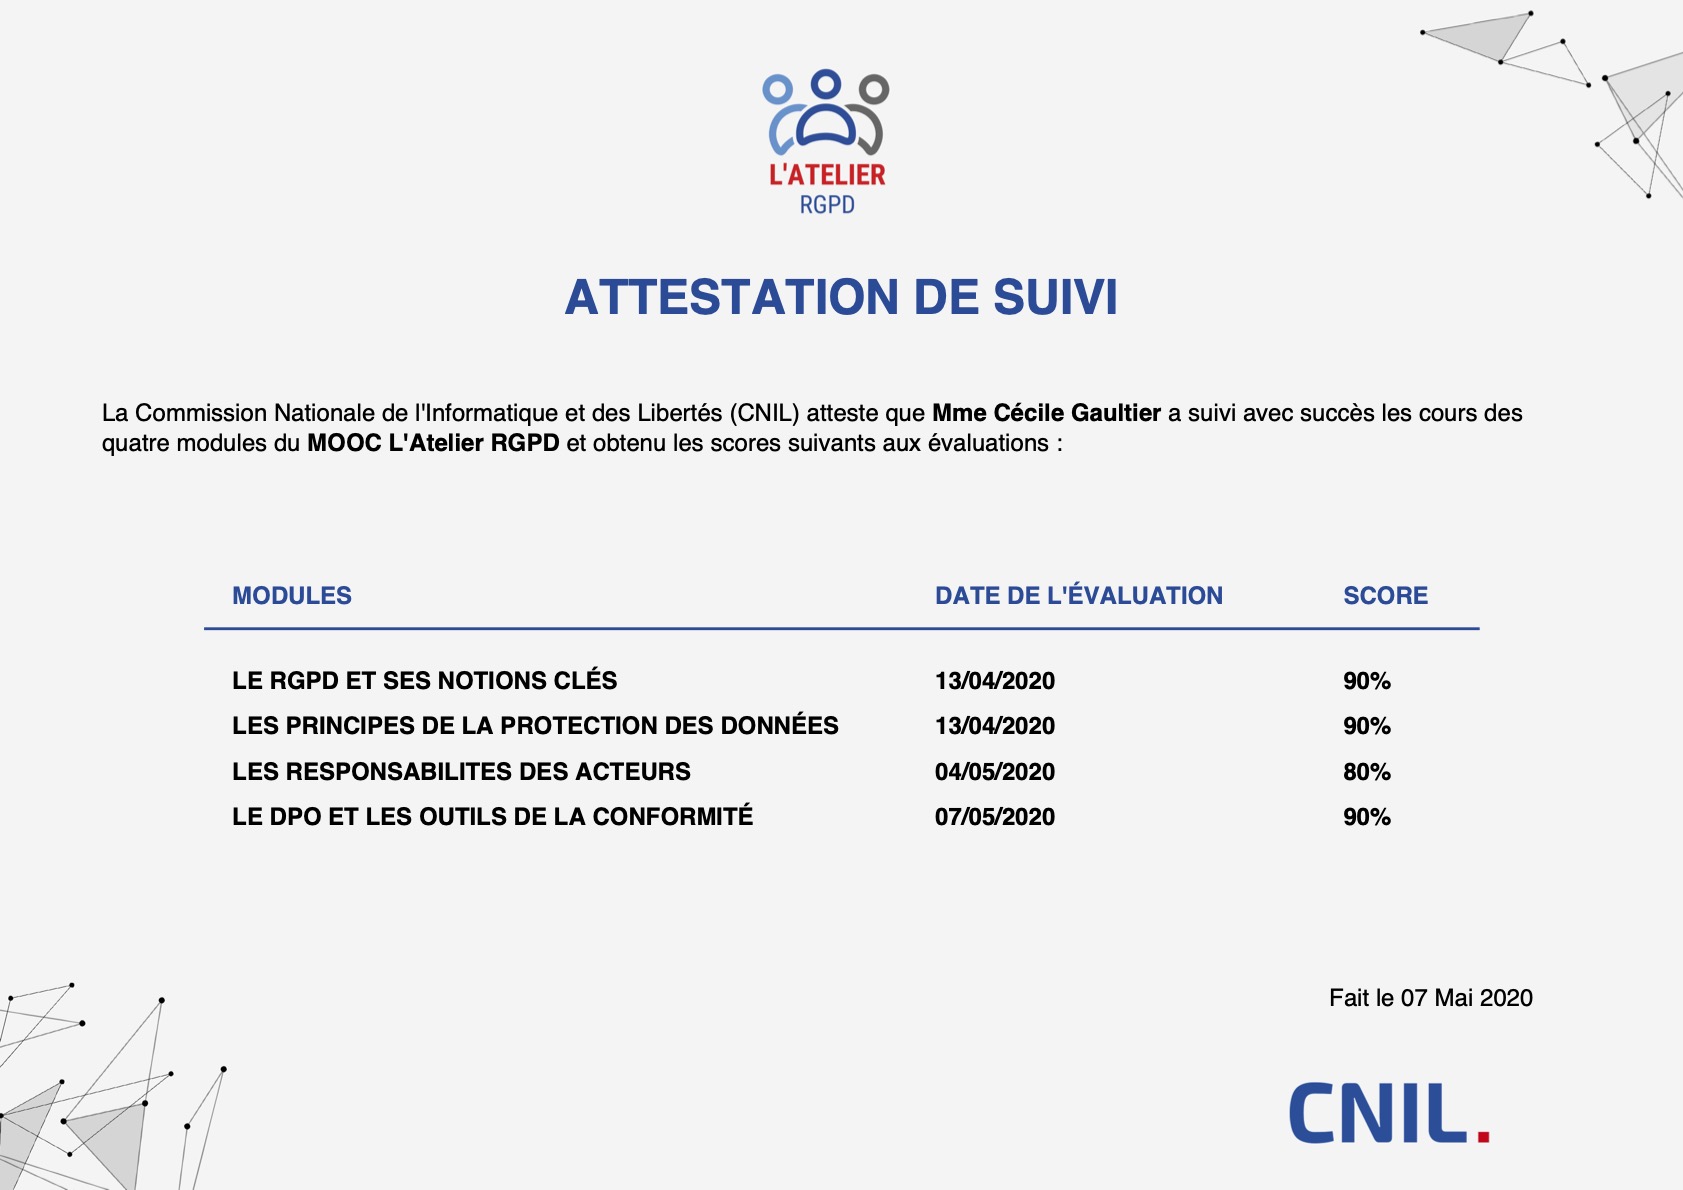 L'ATELIER
RGPD
ATTESTATION DE SUIVI
La Commission Nationale de l'Informatique et des Libertés (CNIL) atteste que Mme Cécile Gaultier a suivi avec succès les cours des
quatre modules du MOOC L'Atelier RGPD et obtenu les scores suivants aux évaluations :
MODULES DATE DE L'ÉVALUATION SCORE
LE RGPD ET SES NOTIONS CLÉS 13/04/2020 90%
LES PRINCIPES DE LA PROTECTION DES DONNÉES 13/04/2020 90%
LES RESPONSABILITES DES ACTEURS 04/05/2020 80%
LE DPO ET LES OUTILS DE LA CONFORMITÉ 07/05/2020 90%
Fait le 07 Mai 2020
CNIL.